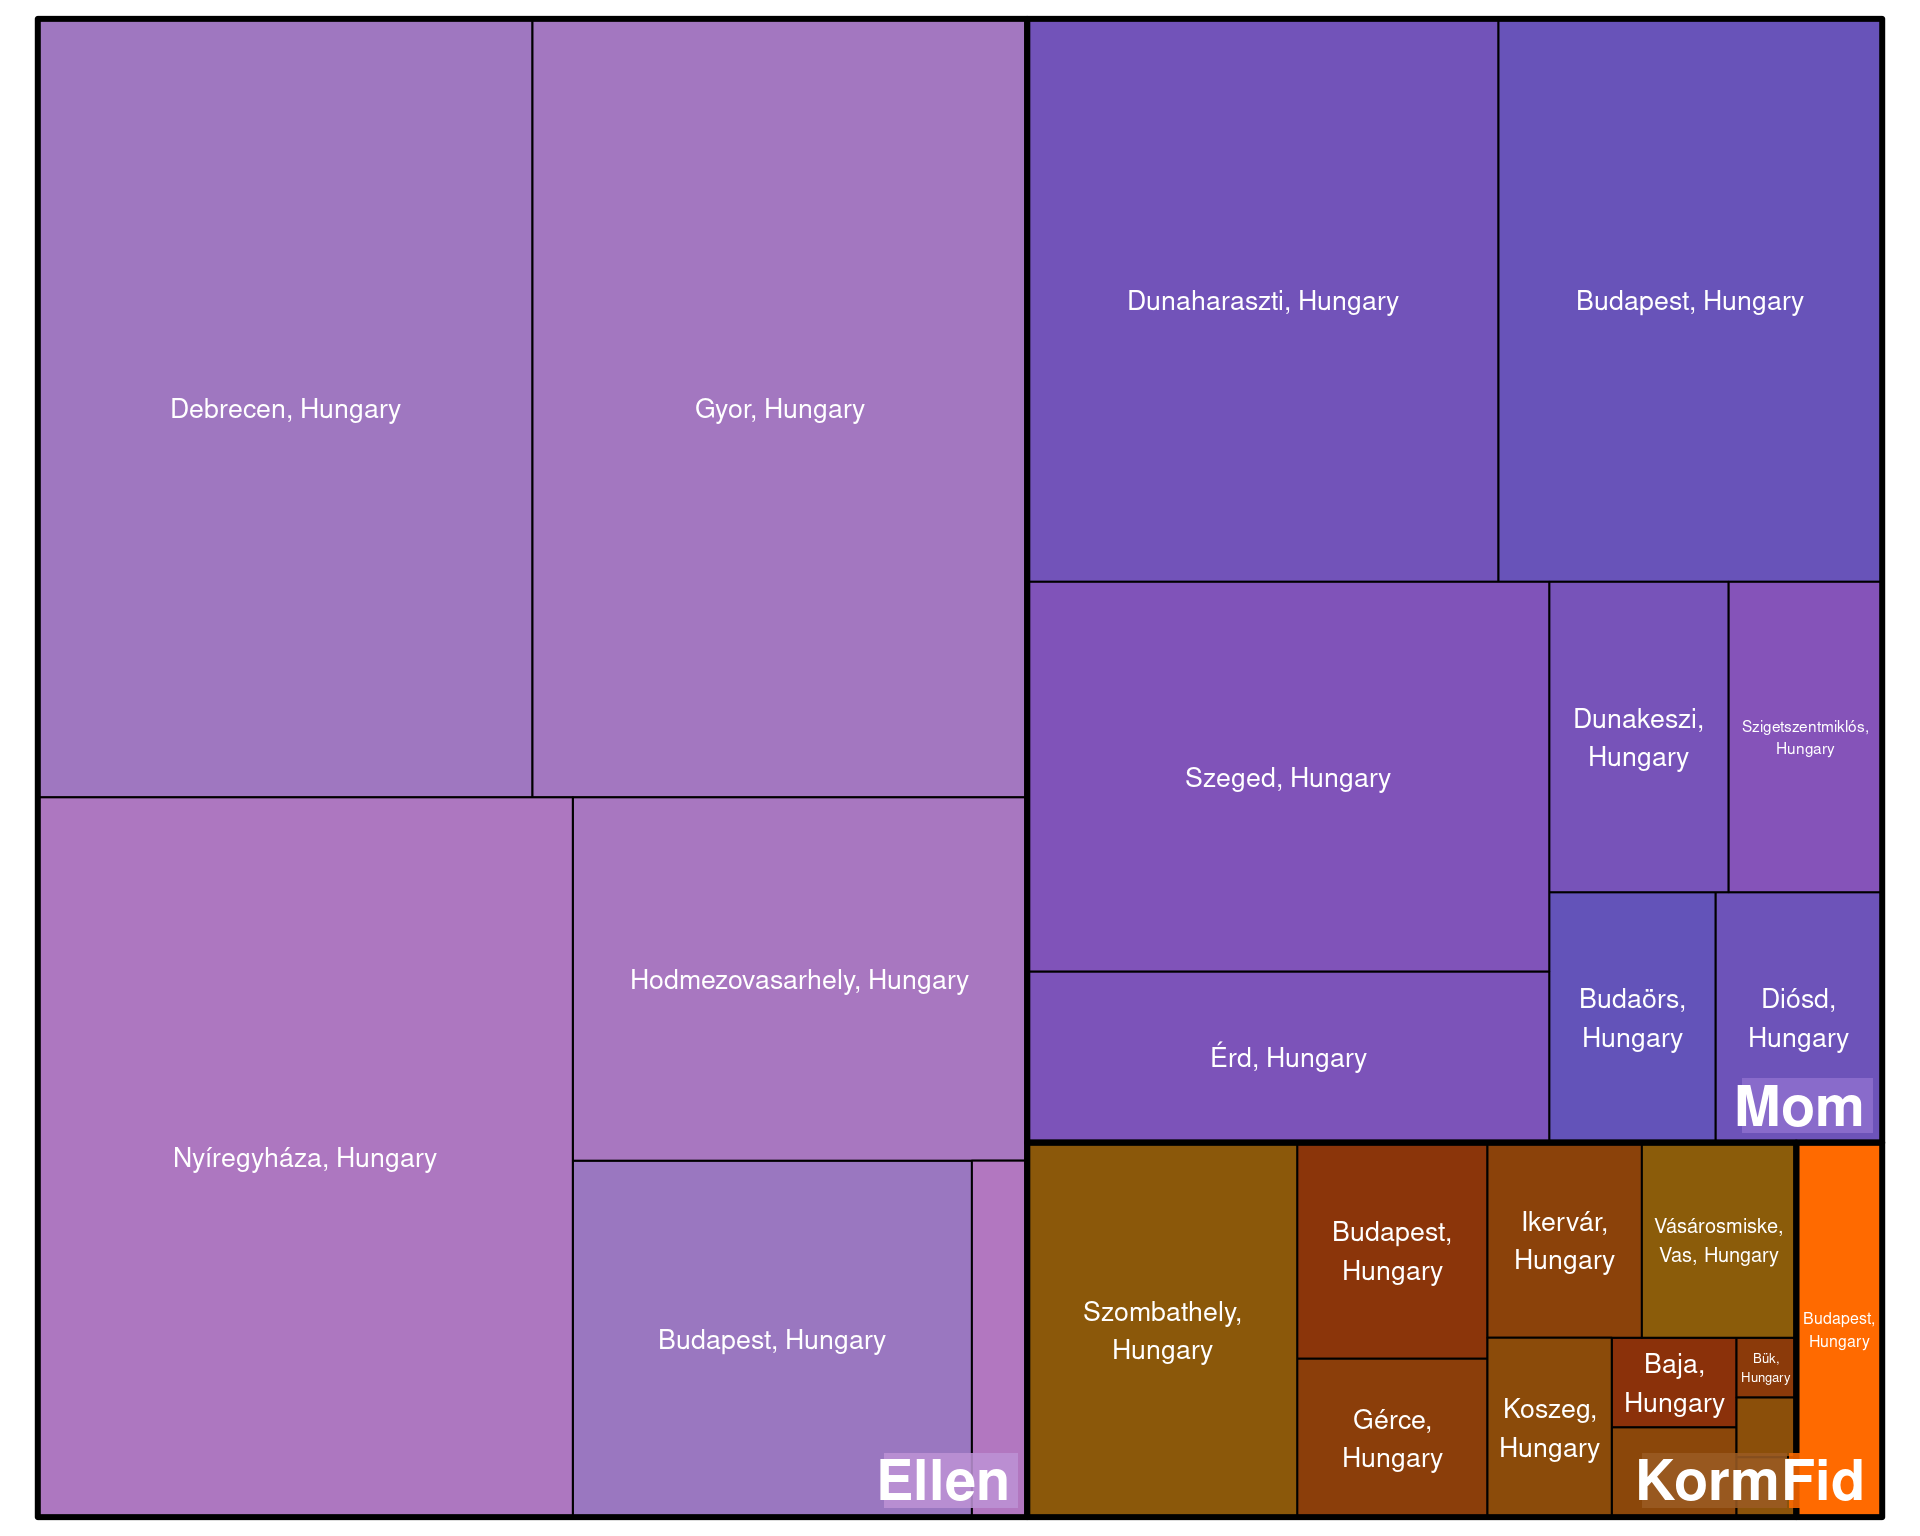 Debrecen, Hungary
Gyor, Hungary
Nyíregyháza, Hungary
Hodmezovasarhely, Hungary
Budapest, Hungary
Ellen
Dunaharaszti, Hungary
Budapest, Hungary
Szeged, Hungary
Dunakeszi,
Hungary
Szigetszentmiklós,
Hungary
Érd, Hungary
Budaörs,
Hungary
Diósd,
Hungary
Mom
Szombathely,
Hungary
Budapest,
Hungary
Gérce,
Hungary
Ikervár,
Hungary
Vásárosmiske,
Vas, Hungary
Koszeg,
Hungary
Baja,
Hungary
Bük,
Hungary
Budapest,
Hungary
KormFid